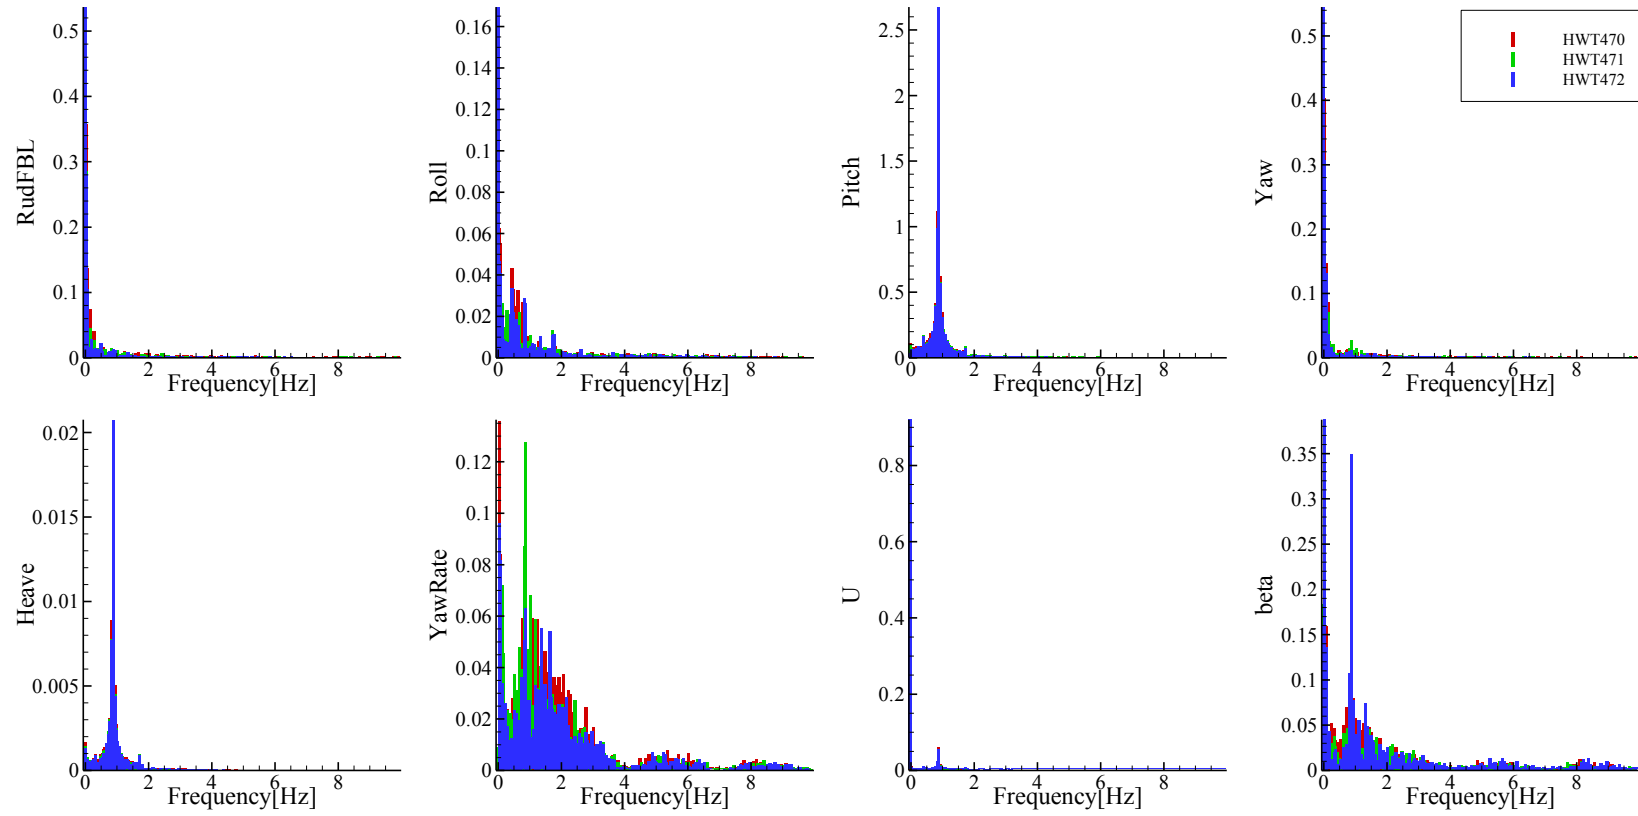 RudFBL
0.5
0.4
0.3
0.2
0.1
0
0 2 4 6 8
Frequency[Hz]
Roll
0.16
0.14
0.12
0.1
0.08
0.06
0.04
0.02
0
0 2 4 6 8
Frequency[Hz]
Pitch
2.5
2
1.5
1
0.5
0
0 2 4 6 8
Frequency[Hz]
Yaw
0.5
0.4
0.3
0.2
0.1
0
0 2 4 6 8
Frequency[Hz]
HWT470
HWT471
HWT472
Heave
0.02
0.015
0.01
0.005
0
0 2 4 6 8
Frequency[Hz]
YawRate
0.12
0.1
0.08
0.06
0.04
0.02
0
0 2 4 6 8
Frequency[Hz]
U
0.8
0.6
0.4
0.2
0
0 2 4 6 8
Frequency[Hz]
beta
0.35
0.3
0.25
0.2
0.15
0.1
0.05
0
0 2 4 6 8
Frequency[Hz]